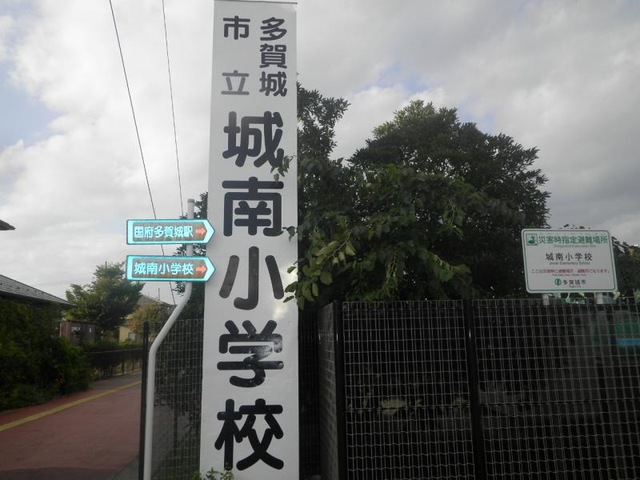 多賀城
市立
城南小学校
国府多賀城駅
城南小学校
災害時指定避難場所
城南小学校
多賀城市